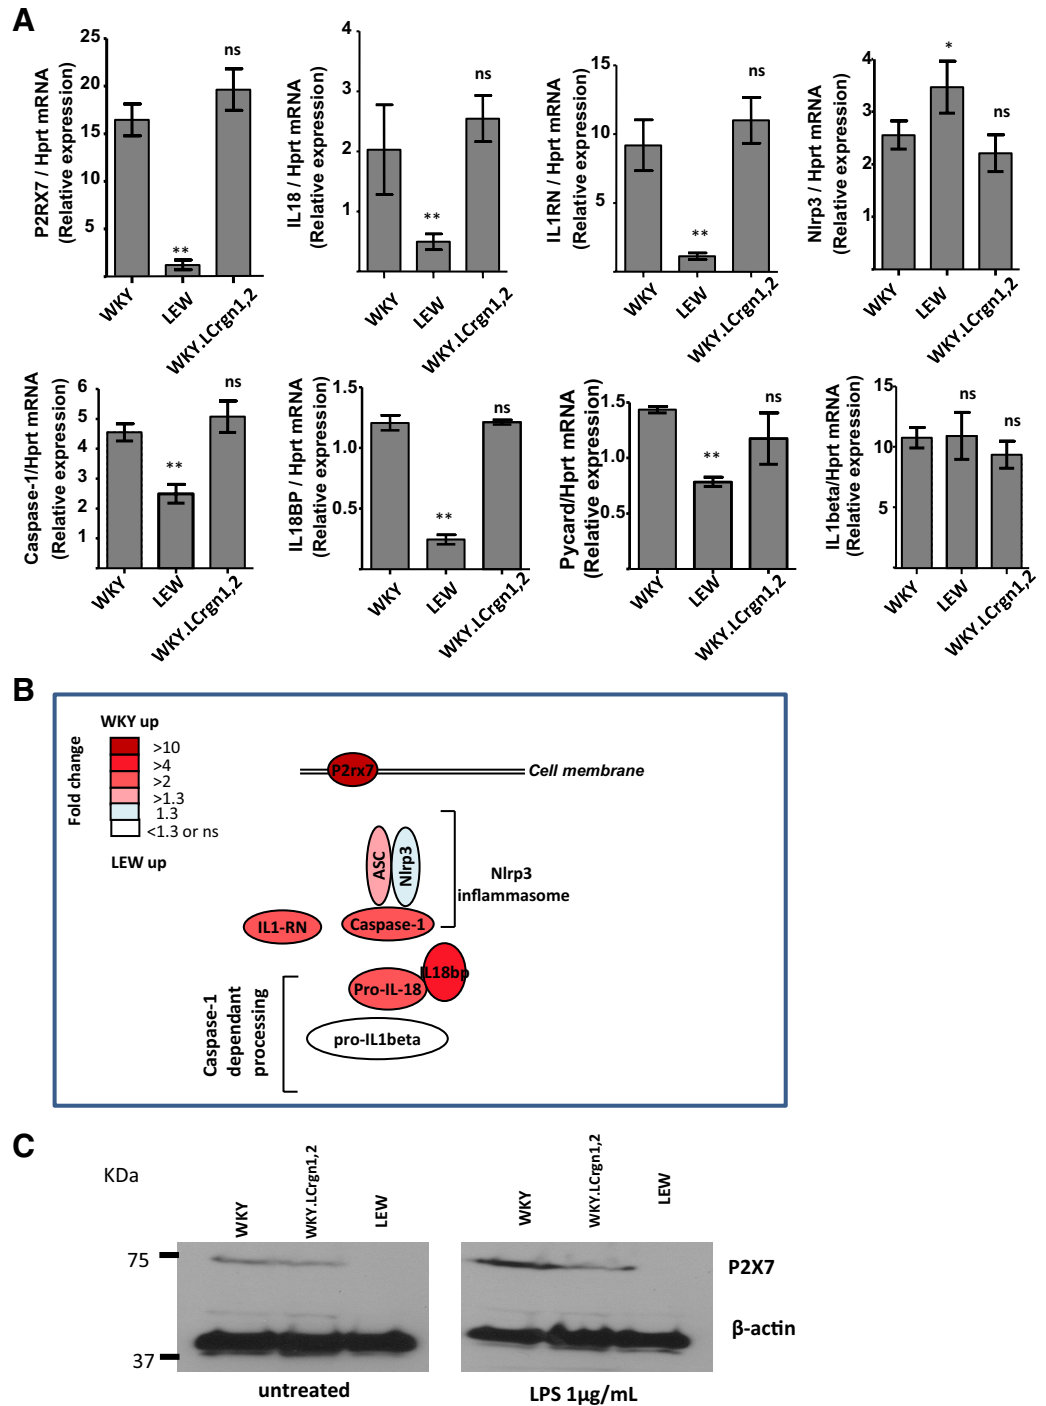 A
P2RX7 / Hprt mRNA
(Relative expression)
25
20
15
10
5
ns
**
WKY
LEW
WKY.LCrgn1,2
IL18 / Hprt mRNA
(Relative expression)
4
3
2
1
ns
**
WKY
LEW
WKY.LCrgn1,2
IL1RN / Hprt mRNA
(Relative expression)
15
10
5
ns
**
WKY
LEW
WKY.LCrgn1,2
Nlrp3 / Hprt mRNA
(Relative expression)
4
3
2
1
*
ns
WKY
LEW
WKY.LCrgn1,2
Caspase-1/Hprt mRNA
(Relative expression)
6
5
4
3
2
1
ns
**
WKY
LEW
WKY.LCrgn1,2
IL18BP / Hprt mRNA
(Relative expression)
1.5
1.0
0.5
ns
**
WKY
LEW
WKY.LCrgn1,2
Pycard/Hprt mRNA
(Relative expression)
1.5
1.0
0.5
ns
**
WKY
LEW
WKY.LCrgn1,2
IL1beta/Hprt mRNA
(Relative expression)
15
10
5
ns
ns
WKY
LEW
WKY.LCrgn1,2
B
WKY up
Fold change
>10
>4
>2
>1.3
1.3
<1.3 or ns
LEW up
P2rx7
Cell membrane
ASC
Nlrp3
Nlrp3
inflammasome
IL1-RN
Caspase-1
IL18bp
Pro-IL-18
pro-IL1beta
Caspase-1
dependant
processing
C
KDa
WKY
WKY.LCrgn1,2
LEW
WKY
WKY.LCrgn1,2
LEW
75
P2X7
β-actin
37
untreated
LPS 1µg/mL